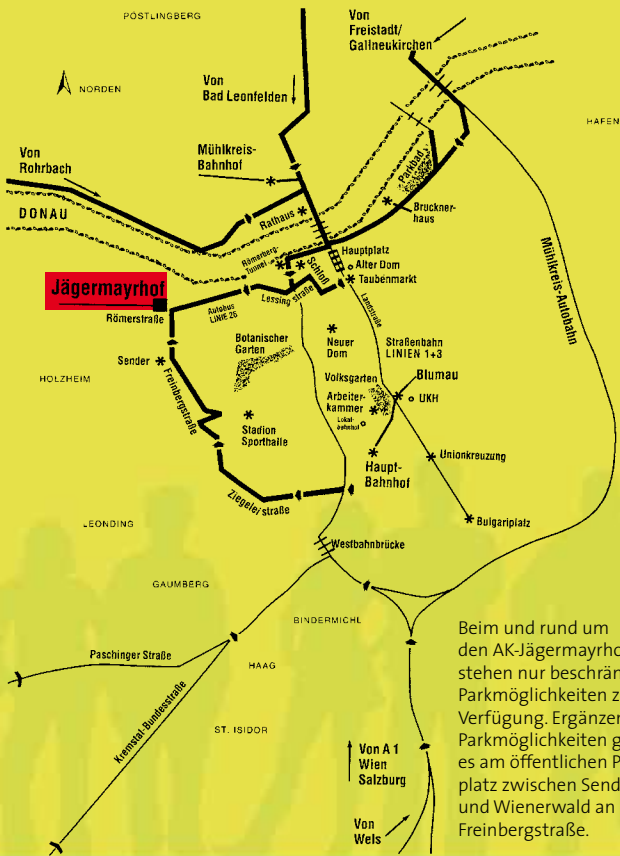 PÖSTLINGBERG
Von
Freistadt/
Gallneukirchen
NORDEN
Von
Bad Leonfelden
HAFEN
Mühlkreis-
Bahnhof
Von
Rohrbach
DONAU
Parkbad
Rathaus
Bruckner-
haus
Römerberg-
Tunnel
Schloß
Hauptplatz
Alter Dom
Taubenmarkt
Mühlkreis-Autobahn
Jägermayrhof
Römerstraße
Autobus
LINIE 26
Lessingstraße
Landstraße
Botanischer
Garten
Neuer
Dom
Straßenbahn
LINIEN 1+3
Sender
Freinbergstraße
HOLZHEIM
Volksgarten
Blumau
Arbeiter-
kammer
UKH
Lokal-
bahnhof
Stadion
Sporthalle
Haupt-
Bahnhof
Unionkreuzung
Ziegeleistraße
Bulgariplatz
LEONDING
Westbahnbrücke
GAUMBERG
BINDERMICHL
Paschinger Straße
HAAG
Kremstal-Bundesstraße
ST. ISIDOR
Von A 1
Wien
Salzburg
Von
Wels
Beim und rund um
den AK-Jägermayrho
stehen nur beschrän
Parkmöglichkeiten z
Verfügung. Ergänzen
Parkmöglichkeiten g
es am öffentlichen P
platz zwischen Send
und Wienerwald an
Freinbergstraße.